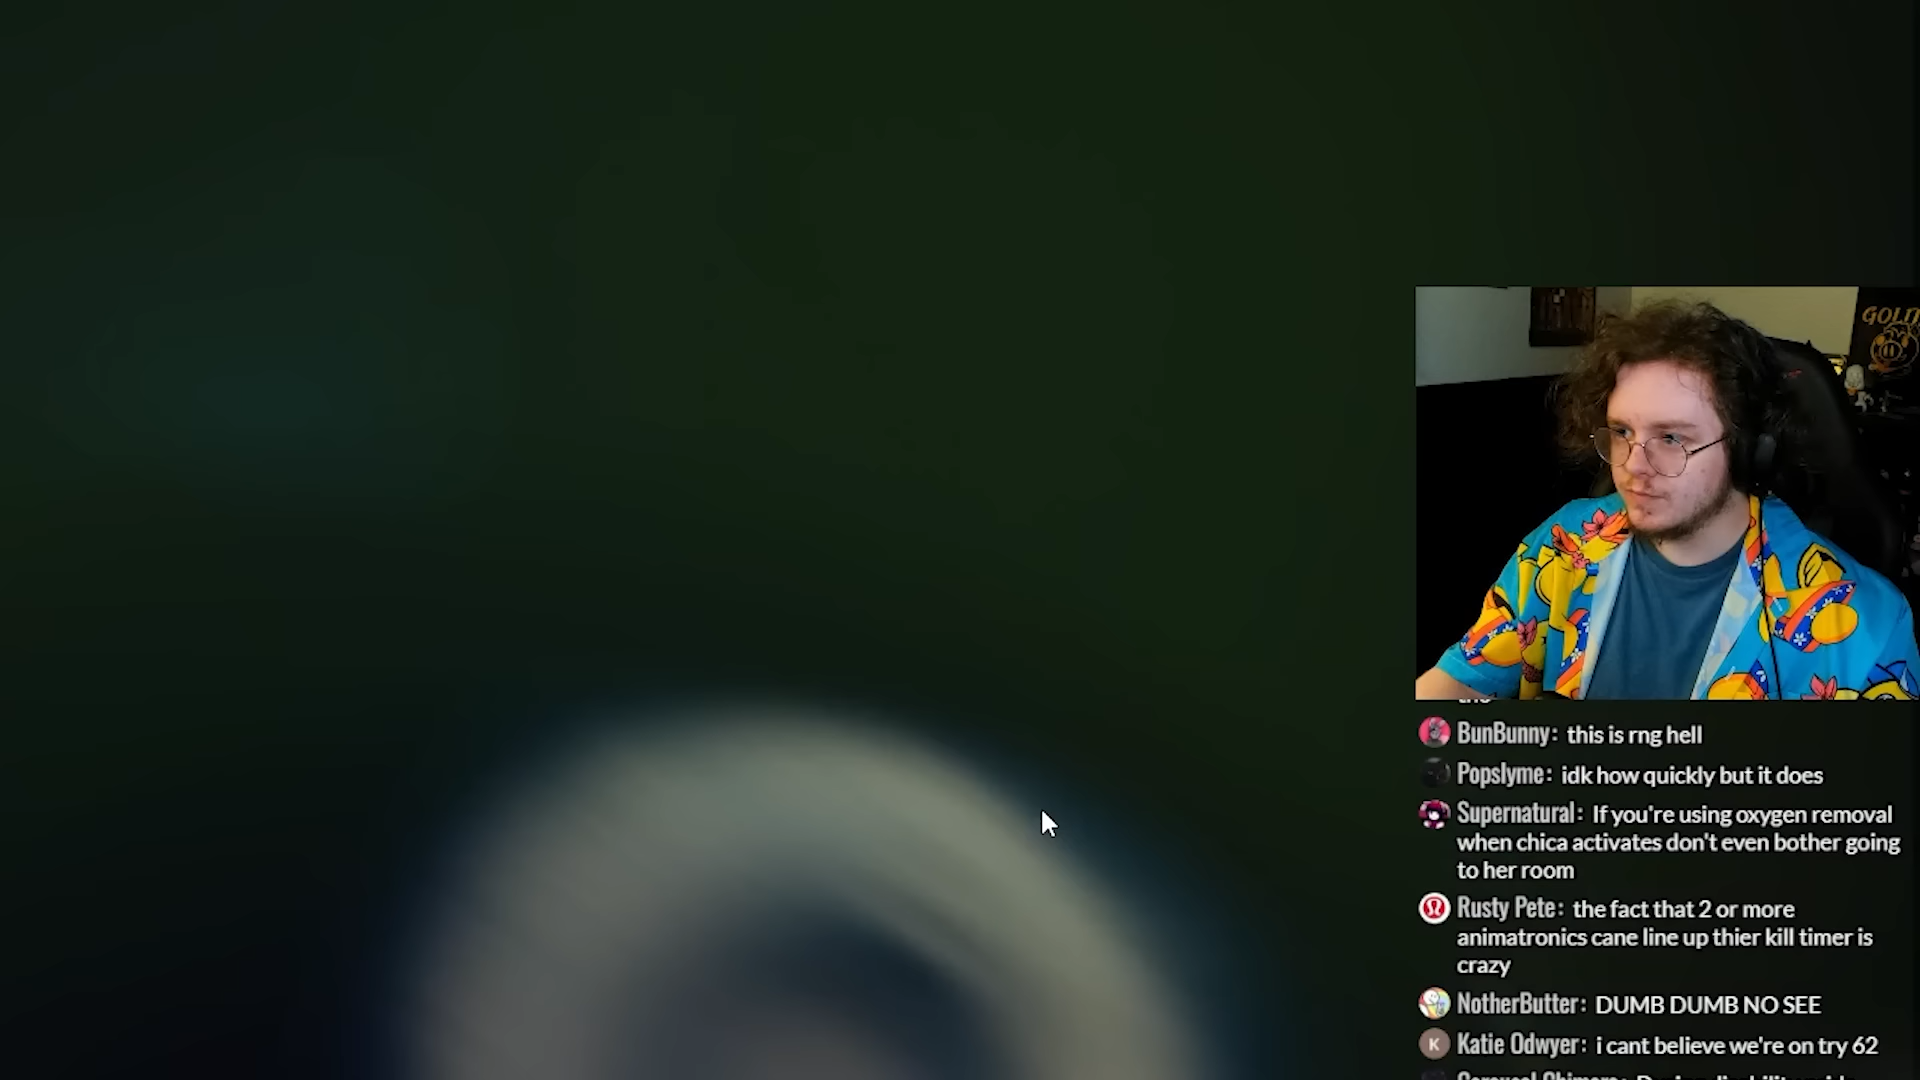 GOLD
BunBunny: this is rng hell
Popslyme: idk how quickly but it does
Supernatural: If you're using oxygen removal
when chica activates don't even bother going
to her room
Rusty Pete: the fact that 2 or more
animatronics cane line up thier kill timer is
crazy
NotherButter: DUMB DUMB NO SEE
K Katie Odwyer: i cant believe we're on try 62